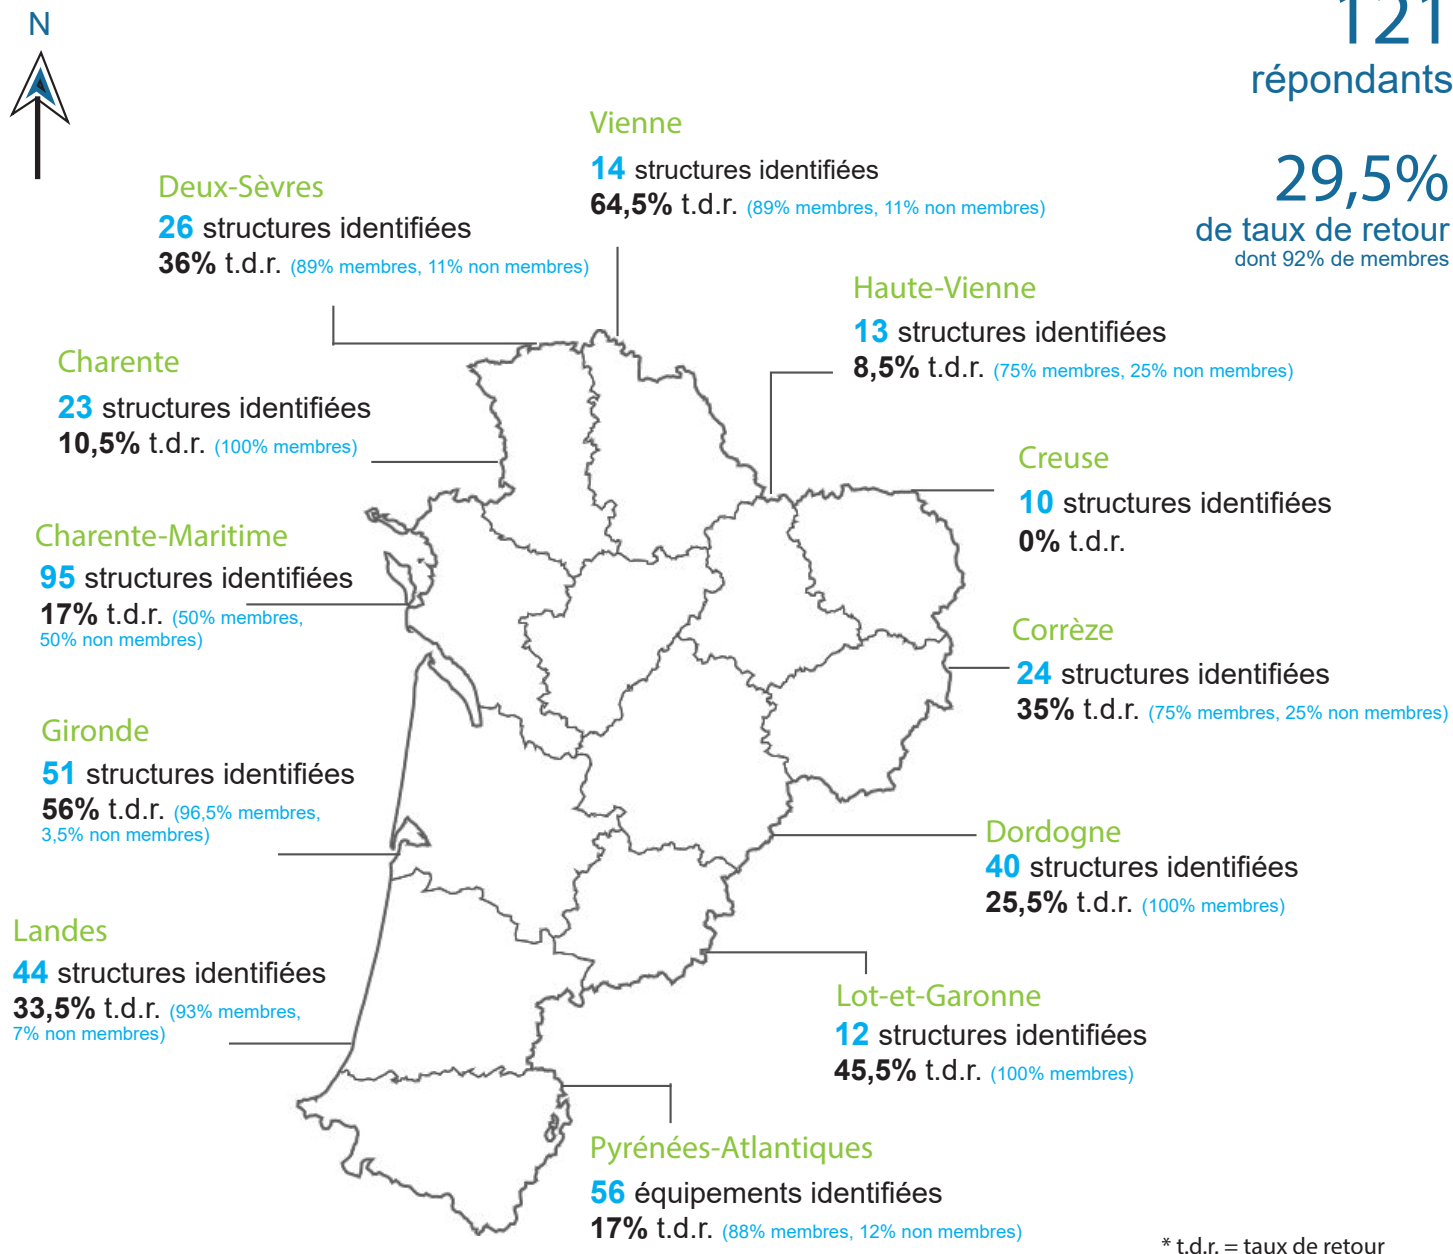 N
121
répondants
29,5%
de taux de retour
dont 92% de membres
Vienne
14 structures identifiées
64,5% t.d.r. (89% membres, 11% non membres)
Deux-Sèvres
26 structures identifiées
36% t.d.r. (89% membres, 11% non membres)
Haute-Vienne
13 structures identifiées
8,5% t.d.r. (75% membres, 25% non membres)
Charente
23 structures identifiées
10,5% t.d.r. (100% membres)
Creuse
10 structures identifiées
0% t.d.r.
Charente-Maritime
95 structures identifiées
17% t.d.r. (50% membres,
50% non membres)
Corrèze
24 structures identifiées
35% t.d.r. (75% membres, 25% non membres)
Gironde
51 structures identifiées
56% t.d.r. (96,5% membres,
3,5% non membres)
Dordogne
40 structures identifiées
25,5% t.d.r. (100% membres)
Landes
44 structures identifiées
33,5% t.d.r. (93% membres,
7% non membres)
Lot-et-Garonne
12 structures identifiées
45,5% t.d.r. (100% membres)
Pyrénées-Atlantiques
56 équipements identifiées
17% t.d.r. (88% membres, 12% non membres)
* t.d.r. = taux de retour